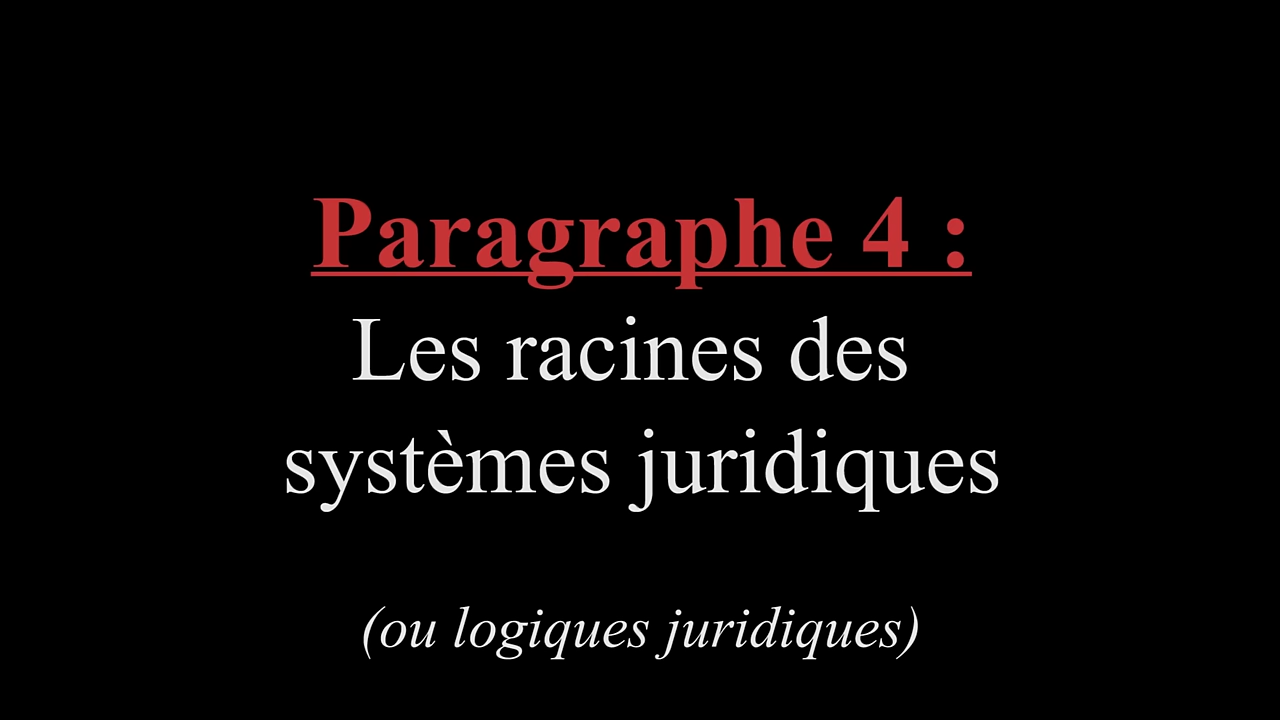 Paragraphe 4 :
Les racines des
systèmes juridiques
(ou logiques juridiques)